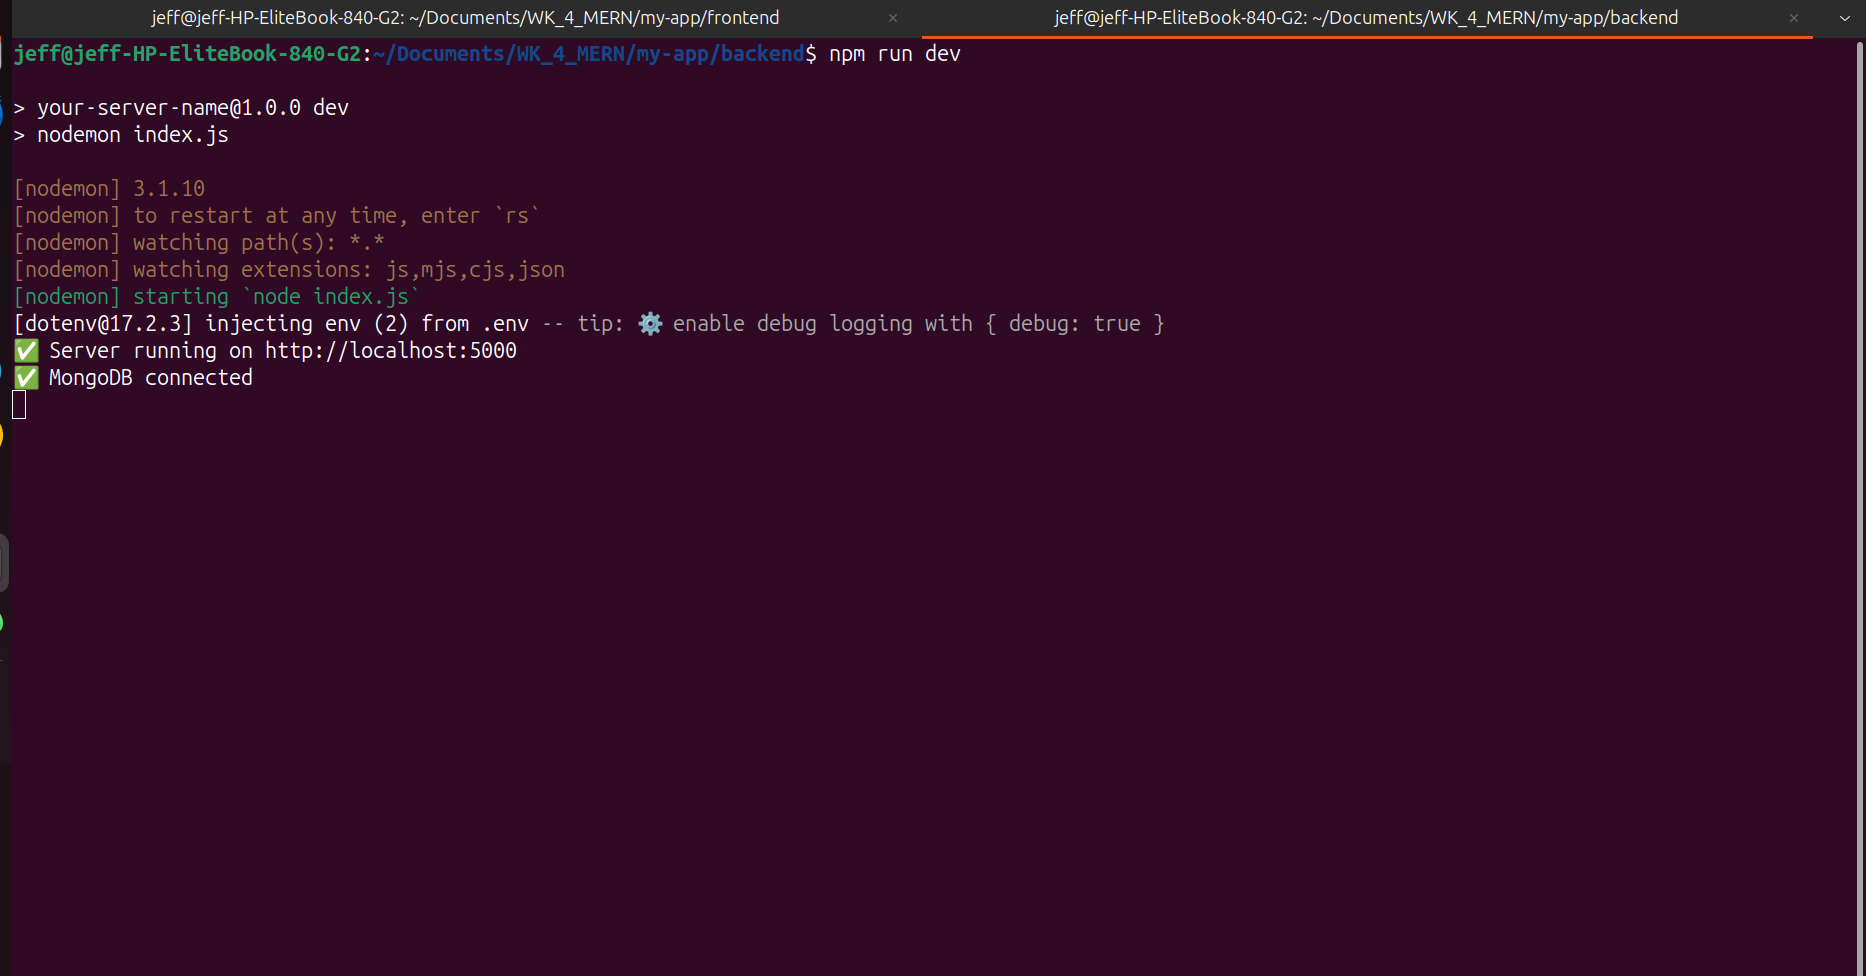 jeff@jeff-HP-EliteBook-840-G2: ~/Documents/WK_4_MERN/my-app/frontend × jeff@jeff-HP-EliteBook-840-G2: ~/Documents/WK_4_MERN/my-app/backend ×
jeff@jeff-HP-EliteBook-840-G2:~/Documents/WK_4_MERN/my-app/backend$ npm run dev
> your-server-name@1.0.0 dev
> nodemon index.js
[nodemon] 3.1.10
[nodemon] to restart at any time, enter `rs`
[nodemon] watching path(s): *.*
[nodemon] watching extensions: js,mjs,cjs,json
[nodemon] starting `node index.js`
[dotenv@17.2.3] injecting env (2) from .env -- tip: ⚙️ enable debug logging with { debug: true }
✅ Server running on http://localhost:5000
✅ MongoDB connected